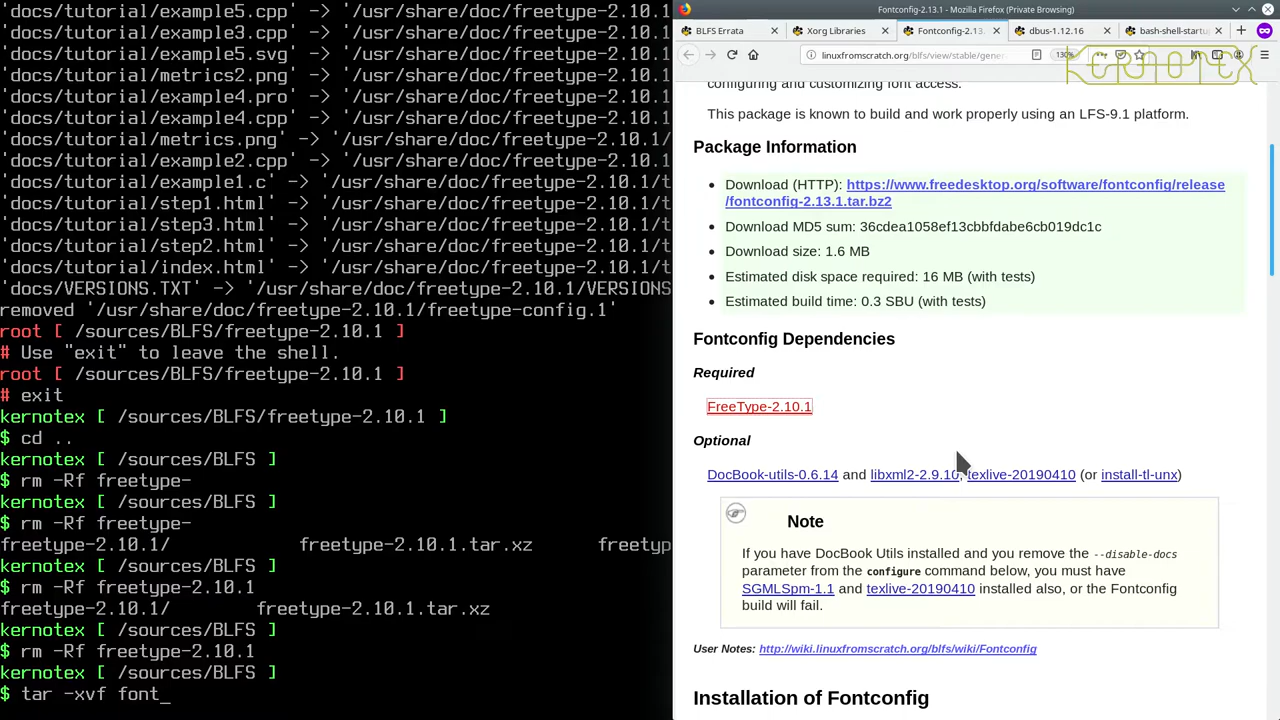 'docs/tutorial/example5.cpp' -> '/usr/share/doc/freetype-2.10.1
'docs/tutorial/example3.cpp' -> '/usr/share/doc/freetype-2.10.1
'docs/tutorial/example5.svg' -> '/usr/share/doc/freetype-2.10.1
'docs/tutorial/metrics2.png' -> '/usr/share/doc/freetype-2.10.1
'docs/tutorial/example4.pro' -> '/usr/share/doc/freetype-2.10.1
'docs/tutorial/example4.cpp' -> '/usr/share/doc/freetype-2.10.1
'docs/tutorial/metrics.png' -> '/usr/share/doc/freetype-2.10.1/
'docs/tutorial/example2.cpp' -> '/usr/share/doc/freetype-2.10.1
'docs/tutorial/example1.c' -> '/usr/share/doc/freetype-2.10.1/t
'docs/tutorial/step1.html' -> '/usr/share/doc/freetype-2.10.1/t
'docs/tutorial/step3.html' -> '/usr/share/doc/freetype-2.10.1/t
'docs/tutorial/step2.html' -> '/usr/share/doc/freetype-2.10.1/t
'docs/tutorial/index.html' -> '/usr/share/doc/freetype-2.10.1/t
'docs/VERSIONS.TXT' -> '/usr/share/doc/freetype-2.10.1/VERSIONS
removed '/usr/share/doc/freetype-2.10.1/freetype-config.1'
root [ /sources/BLFS/freetype-2.10.1 ]
# Use "exit" to leave the shell.
root [ /sources/BLFS/freetype-2.10.1 ]
# exit
kernotex [ /sources/BLFS/freetype-2.10.1 ]
$ cd ..
kernotex [ /sources/BLFS ]
$ rm -Rf freetype-
kernotex [ /sources/BLFS ]
$ rm -Rf freetype-
freetype-2.10.1/ freetype-2.10.1.tar.xz freetyp
kernotex [ /sources/BLFS ]
$ rm -Rf freetype-2.10.1
freetype-2.10.1/ freetype-2.10.1.tar.xz
kernotex [ /sources/BLFS ]
$ rm -Rf freetype-2.10.1
kernotex [ /sources/BLFS ]
$ tar -xvf font_
Fontconfig-2.13.1 - Mozilla Firefox (Private Browsing)
BLFS Errata
Xorg Libraries
Fontconfig-2.13.
dbus-1.12.16
bash-shell-startu
linuxfromscratch.org/blfs/view/stable/gener
130%
KERNOTEX
configuring and customizing font access.
This package is known to build and work properly using an LFS-9.1 platform.
Package Information
Download (HTTP): https://www.freedesktop.org/software/fontconfig/release
/fontconfig-2.13.1.tar.bz2
Download MD5 sum: 36cdea1058ef13cbbfdabe6cb019dc1c
Download size: 1.6 MB
Estimated disk space required: 16 MB (with tests)
Estimated build time: 0.3 SBU (with tests)
Fontconfig Dependencies
Required
FreeType-2.10.1
Optional
DocBook-utils-0.6.14 and libxml2-2.9.10, texlive-20190410 (or install-tl-unx)
Note
If you have DocBook Utils installed and you remove the --disable-docs
parameter from the configure command below, you must have
SGMLSpm-1.1 and texlive-20190410 installed also, or the Fontconfig
build will fail.
User Notes: http://wiki.linuxfromscratch.org/blfs/wiki/Fontconfig
Installation of Fontconfig